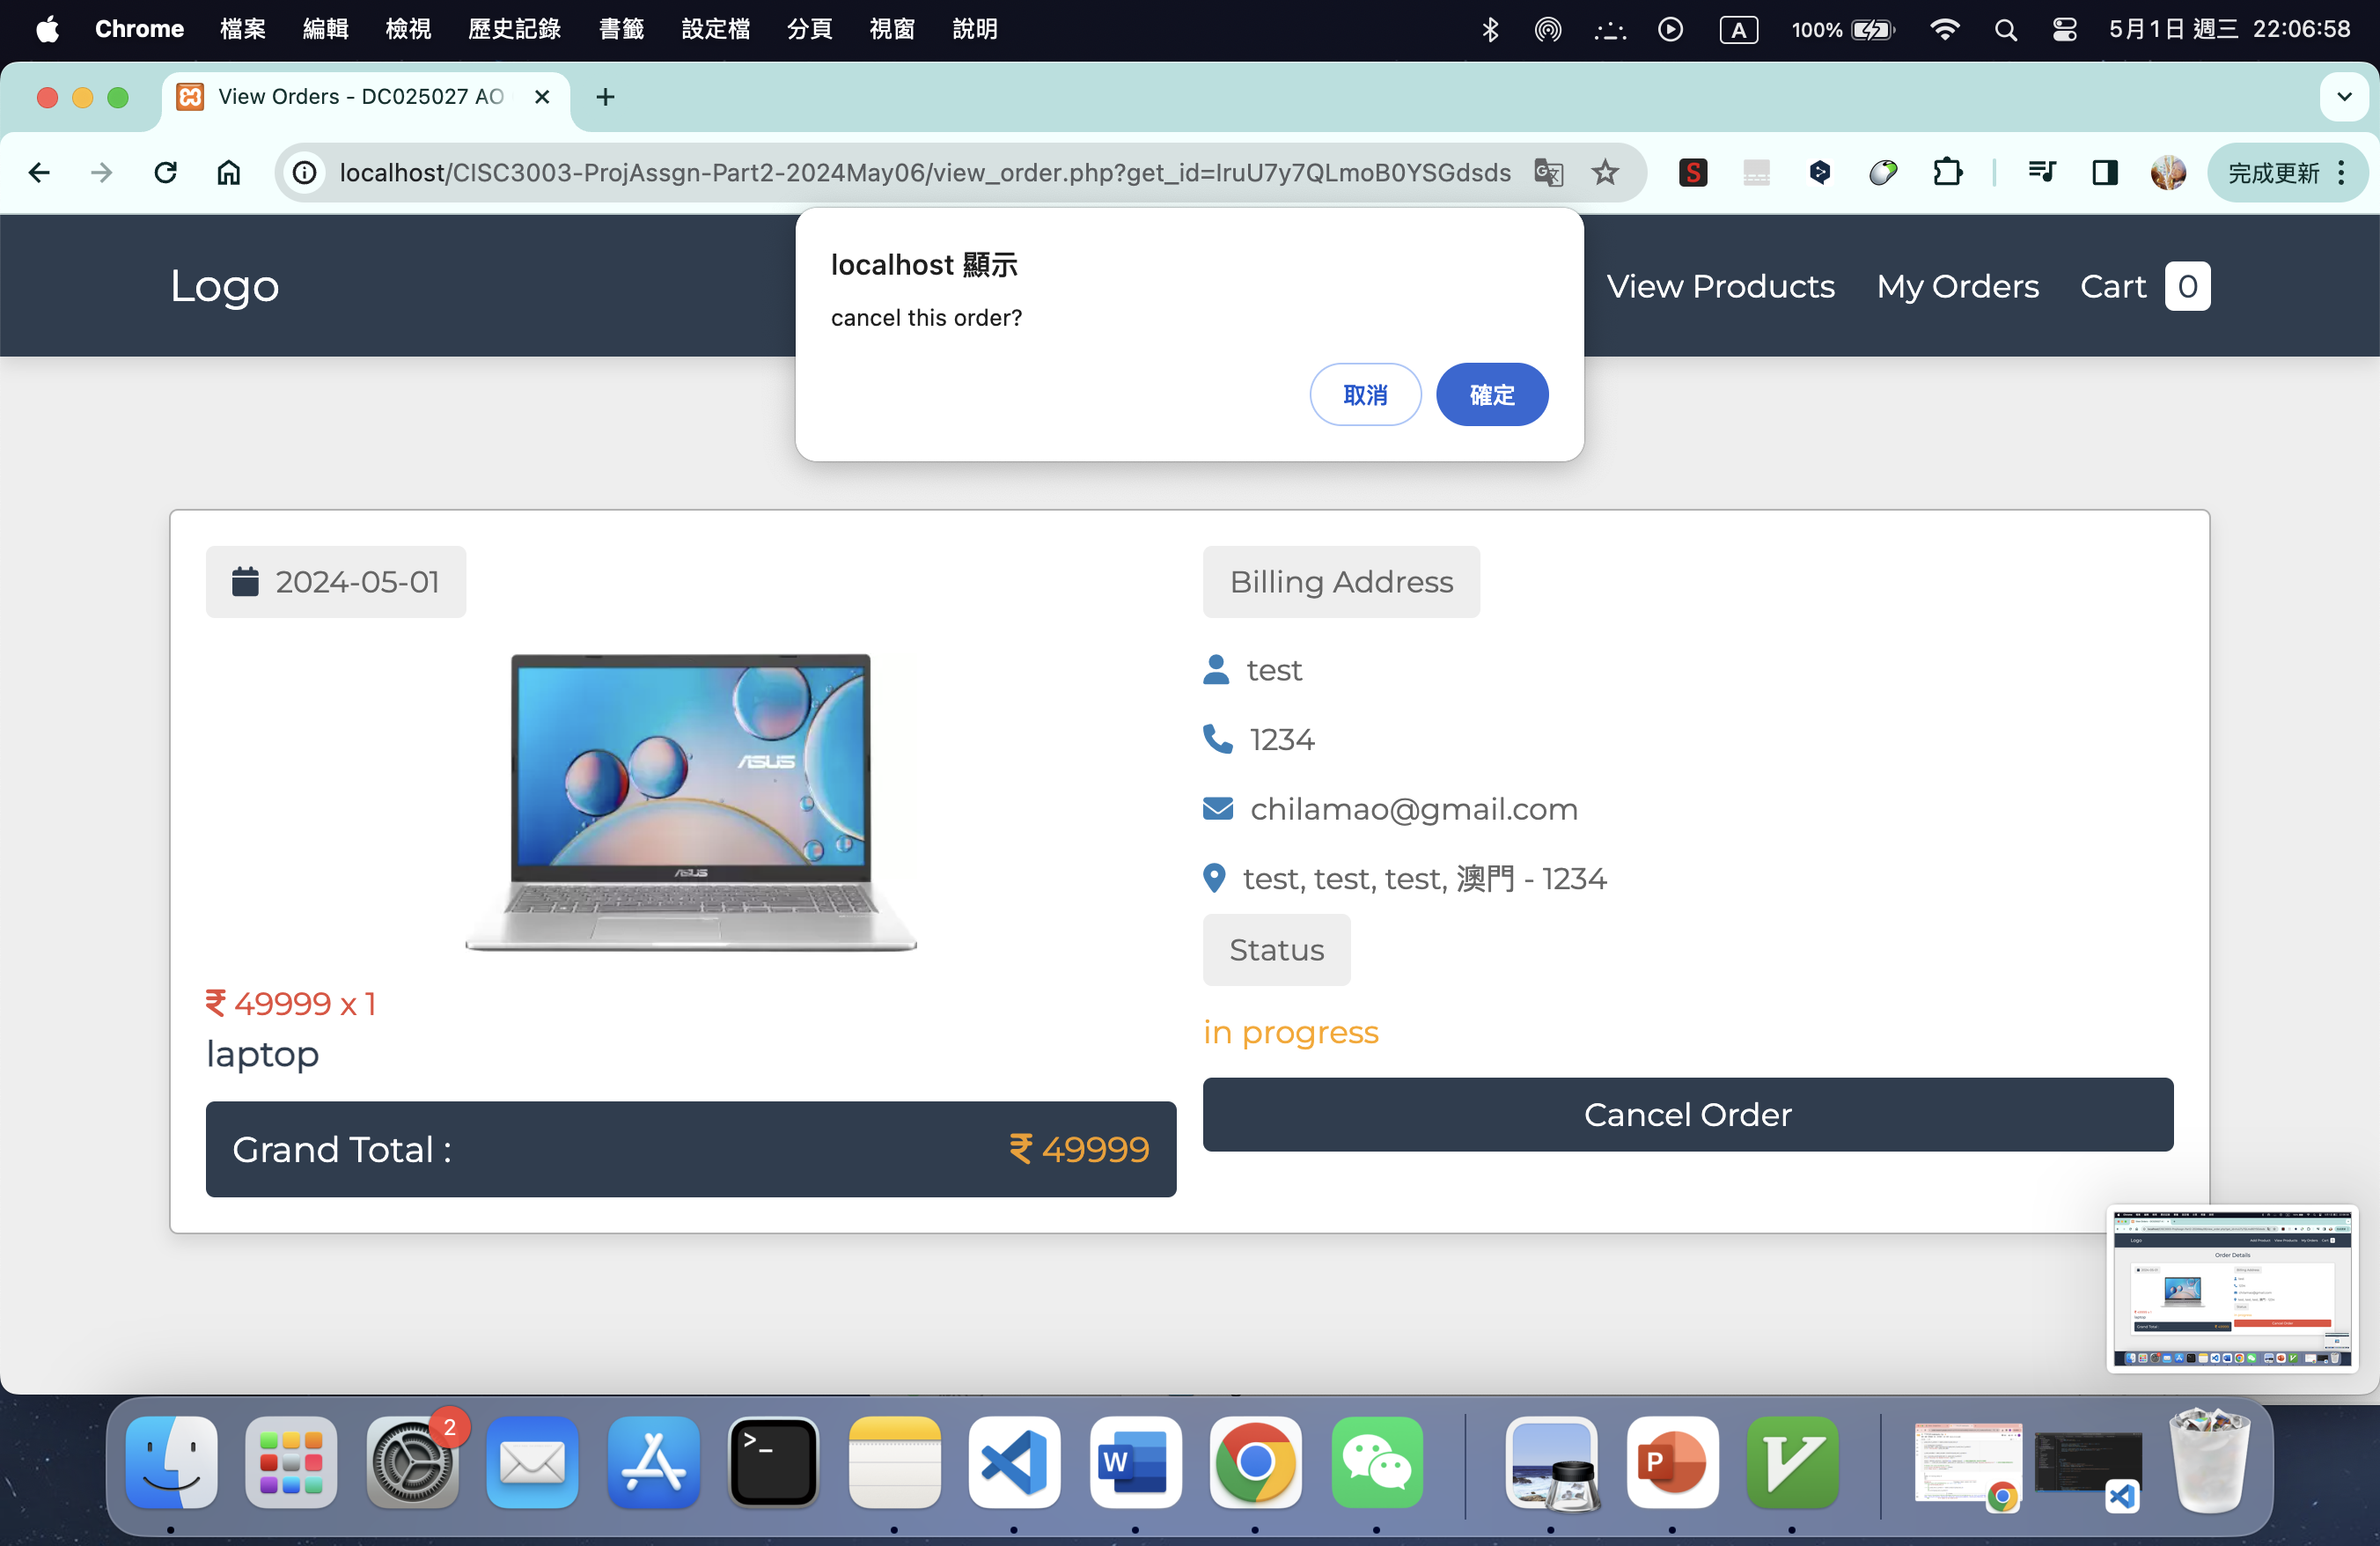 Chrome 檔案 編輯 檢視 歷史記錄 書籤 設定檔 分頁 視窗 說明 A 100% 5月1日 週三 22:06:58
View Orders - DC025027 AO
localhost/CISC3003-ProjAssgn-Part2-2024May06/view_order.php?get_id=IruU7y7QLmoB0YSGdsds 完成更新
localhost 顯示
cancel this order?
取消 確定
Logo View Products My Orders Cart 0
2024-05-01
ASUS
ASUS
₹ 49999 x 1
laptop
Grand Total : ₹ 49999
Billing Address
test
1234
chilamao@gmail.com
test, test, test, 澳門 - 1234
Status
in progress
Cancel Order
Order Details
2